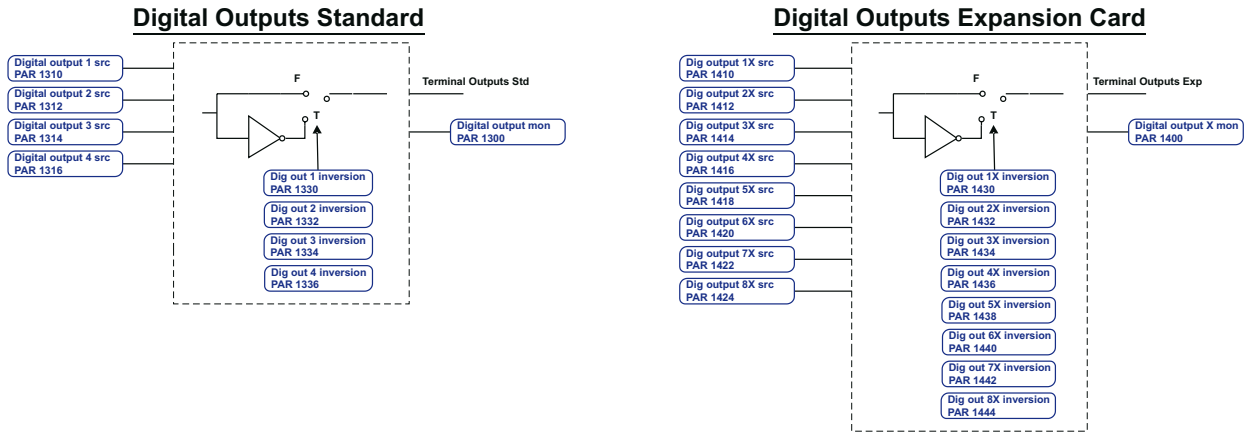 Digital Outputs Standard
Digital output 1 src
PAR 1310
Digital output 2 src
PAR 1312
Digital output 3 src
PAR 1314
Digital output 4 src
PAR 1316
F
T
Terminal Outputs Std
Digital output mon
PAR 1300
Dig out 1 inversion
PAR 1330
Dig out 2 inversion
PAR 1332
Dig out 3 inversion
PAR 1334
Dig out 4 inversion
PAR 1336
Digital Outputs Expansion Card
Dig output 1X src
PAR 1410
Dig output 2X src
PAR 1412
Dig output 3X src
PAR 1414
Dig output 4X src
PAR 1416
Dig output 5X src
PAR 1418
Dig output 6X src
PAR 1420
Dig output 7X src
PAR 1422
Dig output 8X src
PAR 1424
F
T
Terminal Outputs Exp
Digital output X mon
PAR 1400
Dig out 1X inversion
PAR 1430
Dig out 2X inversion
PAR 1432
Dig out 3X inversion
PAR 1434
Dig out 4X inversion
PAR 1436
Dig out 5X inversion
PAR 1438
Dig out 6X inversion
PAR 1440
Dig out 7X inversion
PAR 1442
Dig out 8X inversion
PAR 1444